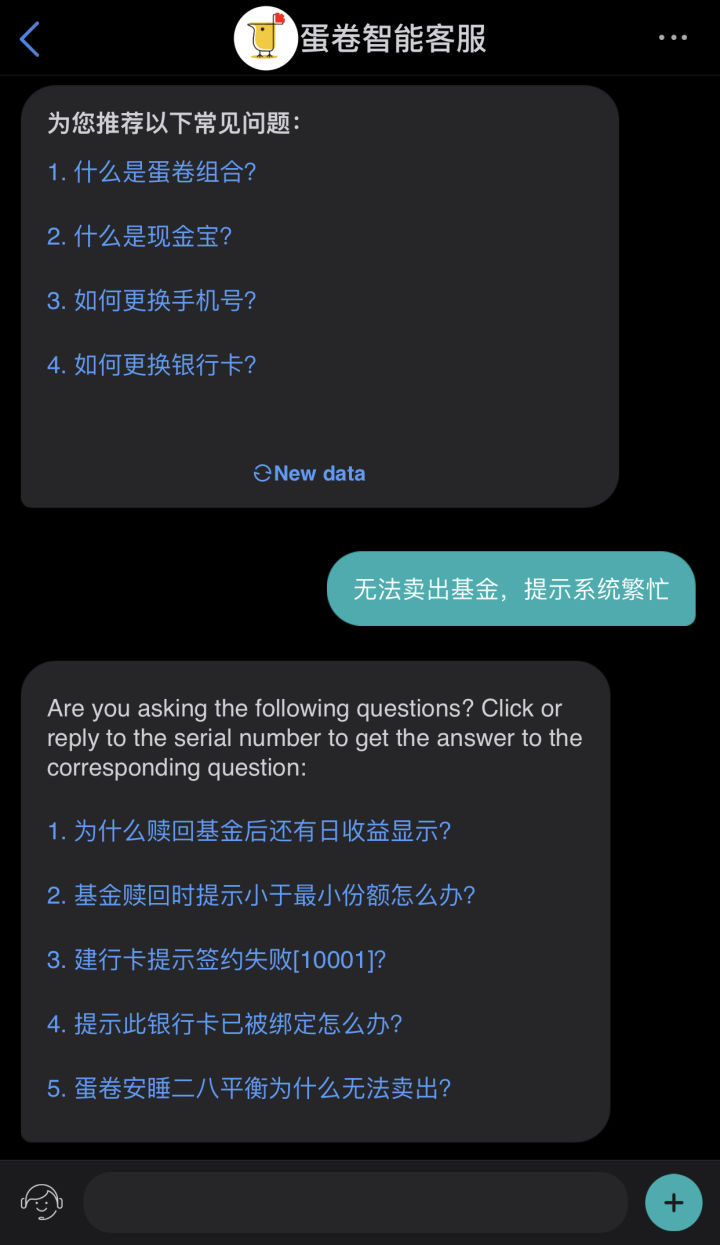 蛋卷智能客服
为您推荐以下常见问题：
1. 什么是蛋卷组合?
2. 什么是现金宝?
3. 如何更换手机号?
4. 如何更换银行卡?
New data
无法卖出基金，提示系统繁忙
Are you asking the following questions? Click or
reply to the serial number to get the answer to the
corresponding question:
1. 为什么赎回基金后还有日收益显示?
2. 基金赎回时提示小于最小份额怎么办?
3. 建行卡提示签约失败[10001]?
4. 提示此银行卡已被绑定怎么办?
5. 蛋卷安睡二八平衡为什么无法卖出?